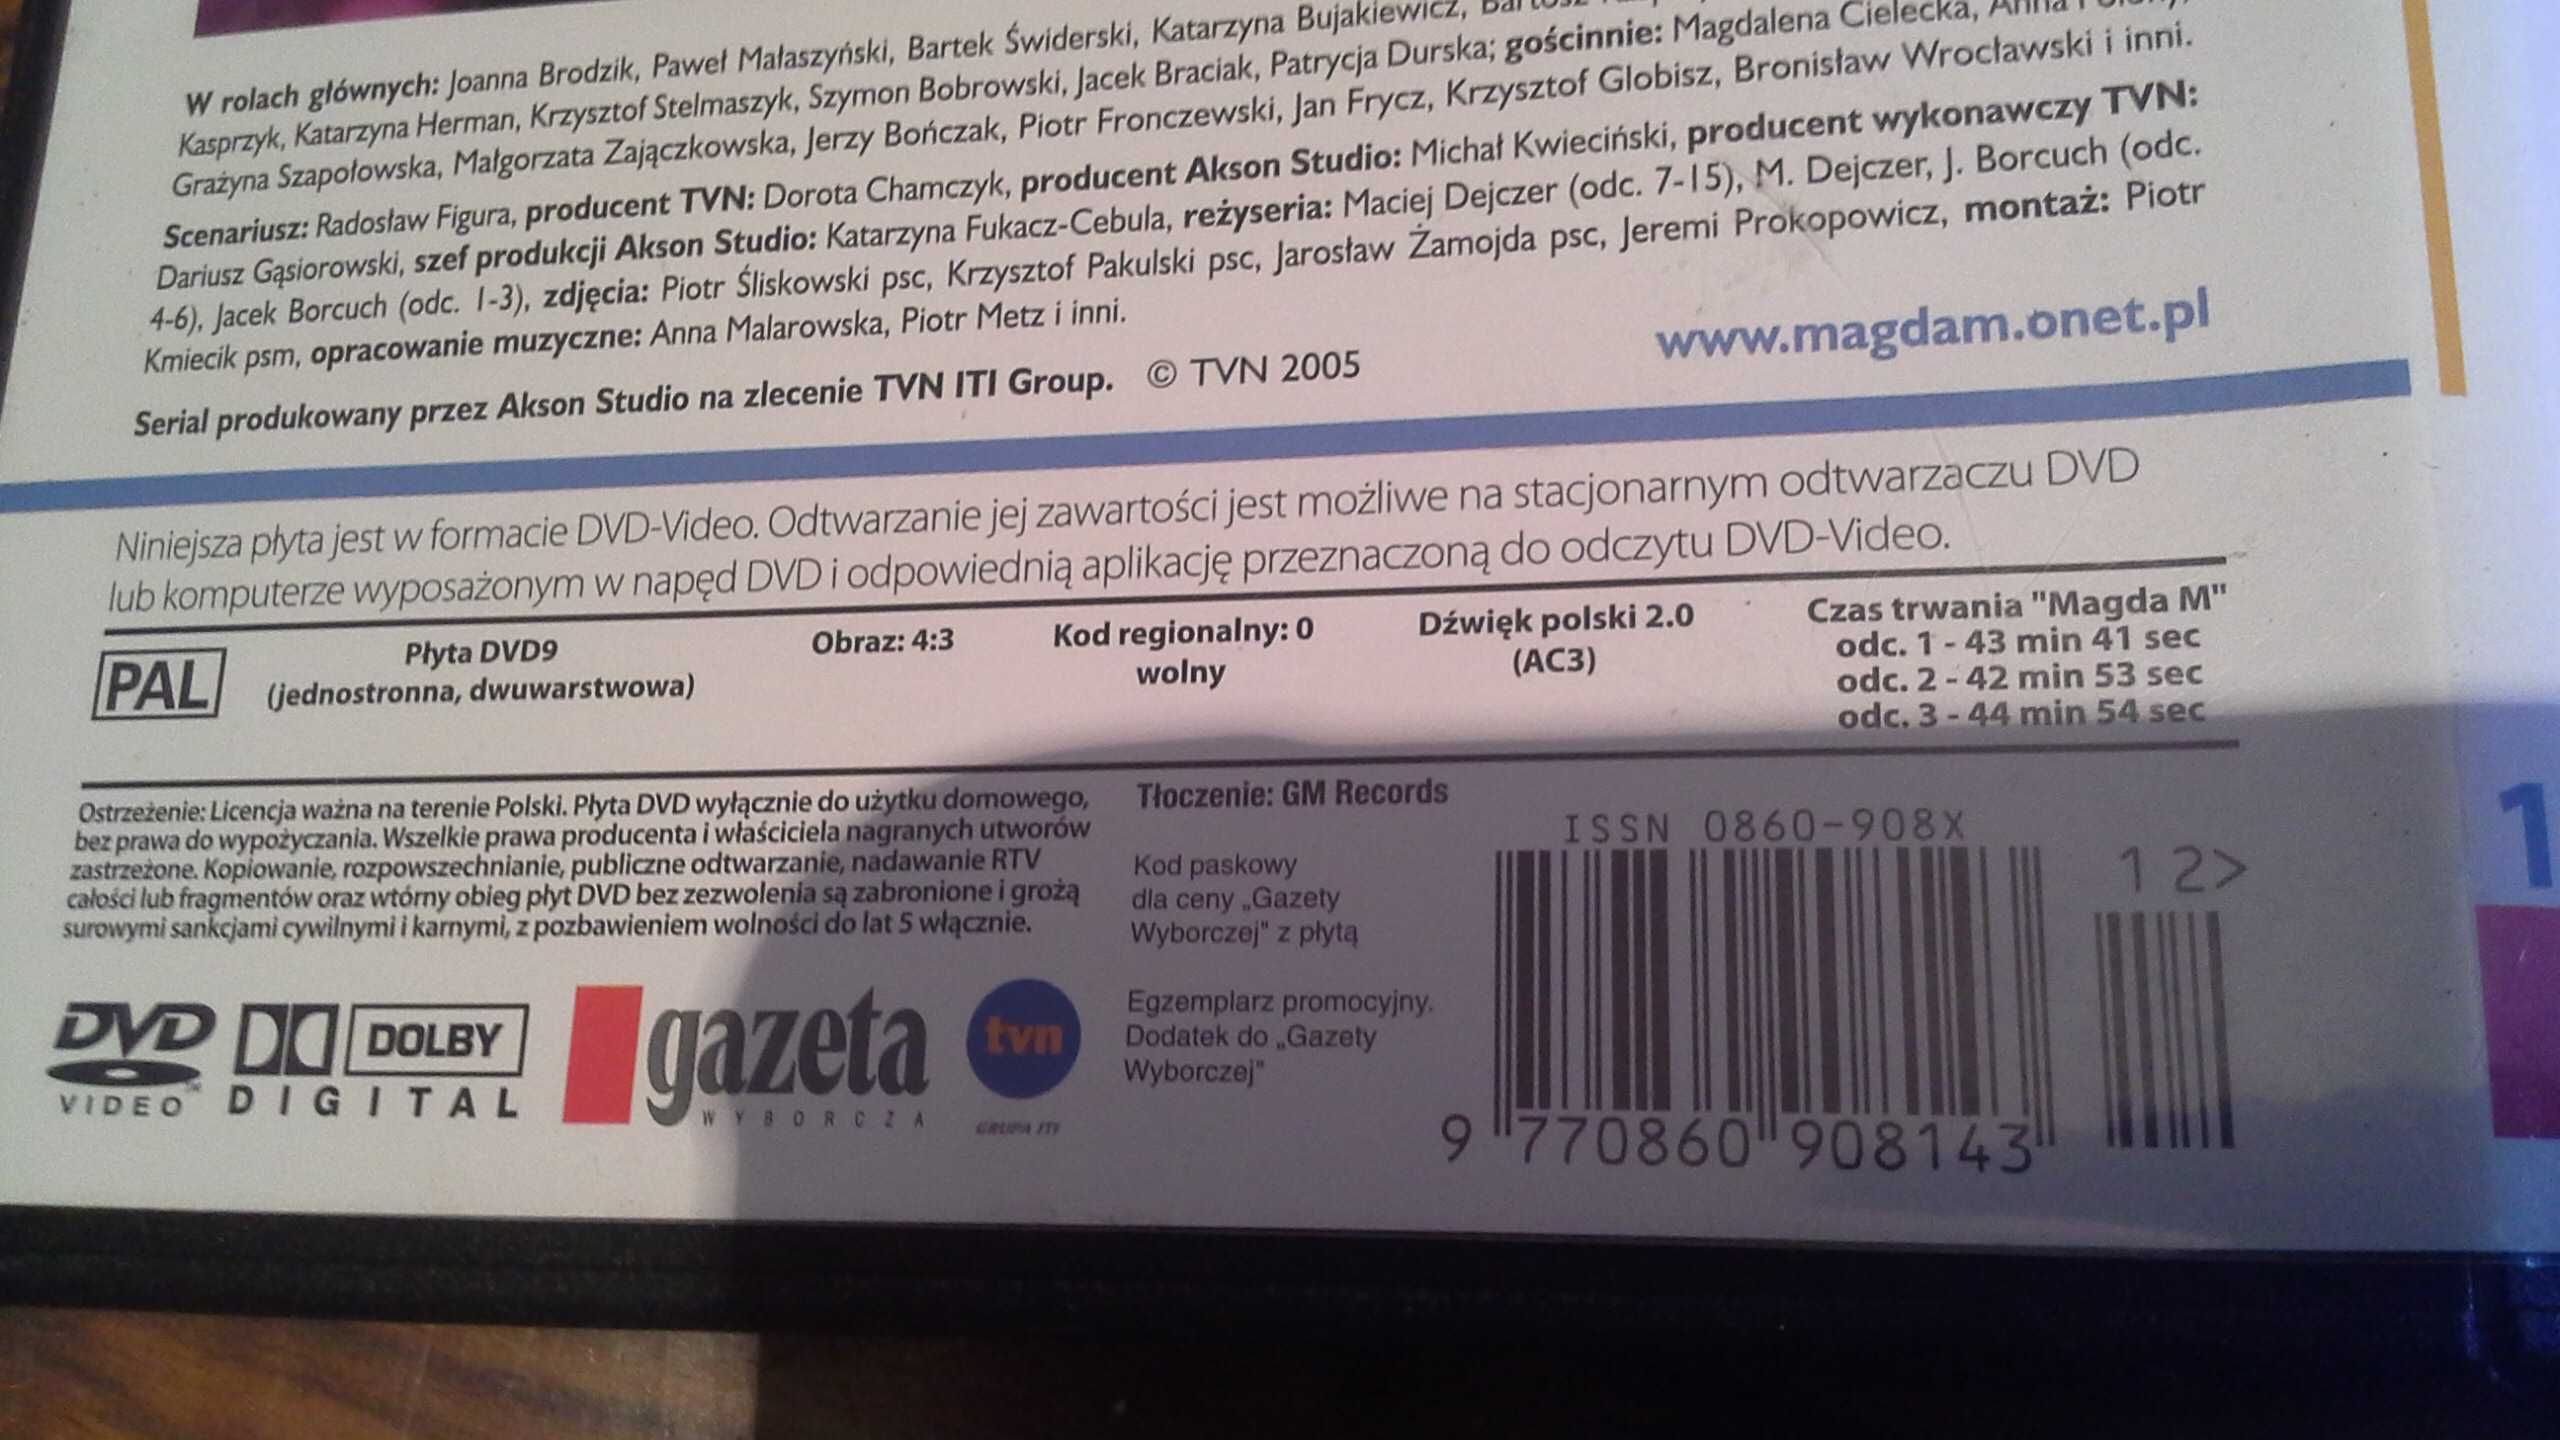 W rolach głównych: Joanna Brodzik, Paweł Małaszyński, Bartek Świderski, Katarzyna Bujakiewicz,
Kasprzyk, Katarzyna Herman, Krzysztof Stelmaszyk, Szymon Bobrowski, Jacek Braciak, Patrycja Durska; gościnnie: Magdalena Cielecka,
Grażyna Szapołowska, Małgorzata Zajączkowska, Jerzy Bończak, Piotr Fronczewski, Jan Frycz, Krzysztof Globisz, Bronisław Wrocławski i inni.
Scenariusz: Radosław Figura, producent TVN: Dorota Chamczyk, producent Akson Studio: Michał Kwieciński, producent wykonawczy TVN:
Dariusz Gąsiorowski, szef produkcji Akson Studio: Katarzyna Fukacz-Cebula, reżyseria: Maciej Dejczer (odc. 7-15), M. Dejczer, J. Borcuch (odc.
4-6), Jacek Borcuch (odc. 1-3), zdjęcia: Piotr Śliskowski psc, Krzysztof Pakulski psc, Jarosław Żamojda psc, Jeremi Prokopowicz, montaż: Piotr
Kmiecik psm, opracowanie muzyczne: Anna Malarowska, Piotr Metz i inni.
www.magdam.onet.pl
Serial produkowany przez Akson Studio na zlecenie TVN ITI Group. © TVN 2005
Niniejsza płyta jest w formacie DVD-Video. Odtwarzanie jej zawartości jest możliwe na stacjonarnym odtwarzaczu DVD
lub komputerze wyposażonym w napęd DVD i odpowiednią aplikację przeznaczoną do odczytu DVD-Video.
PAL
Płyta DVD9
(jednostronna, dwuwarstwowa)
Obraz: 4:3
Kod regionalny: 0
wolny
Dźwięk polski 2.0
(AC3)
Czas trwania "Magda M"
odc. 1 - 43 min 41 sec
odc. 2 - 42 min 53 sec
odc. 3 - 44 min 54 sec
Ostrzeżenie: Licencja ważna na terenie Polski. Płyta DVD wyłącznie do użytku domowego,
bez prawa do wypożyczania. Wszelkie prawa producenta i właściciela nagranych utworów
zastrzeżone. Kopiowanie, rozpowszechnianie, publiczne odtwarzanie, nadawanie RTV
całości lub fragmentów oraz wtórny obieg płyt DVD bez zezwolenia są zabronione i grożą
surowymi sankcjami cywilnymi i karnymi, z pozbawieniem wolności do lat 5 włącznie.
Tłoczenie: GM Records
Kod paskowy
dla ceny „Gazety
Wyborczej" z płytą
Egzemplarz promocyjny.
Dodatek do „Gazety
Wyborczej"
ISSN 0860-908X
12>
9 770860 908143
1
DVD
VIDEO
DOLBY
DIGITAL
gazeta
WYBORCZA
tvn
GRUPA ITI